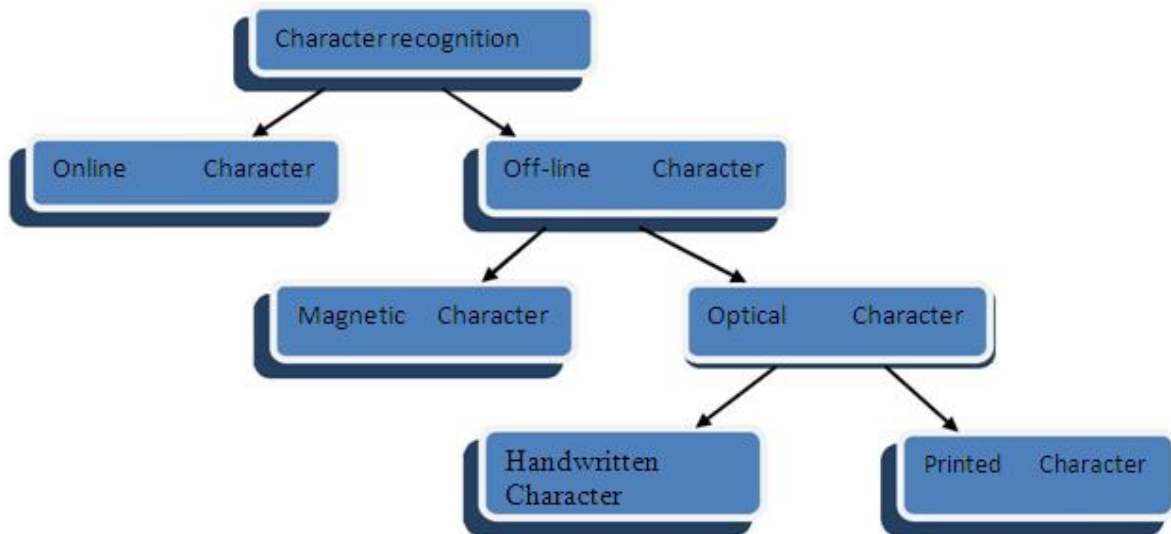 Character recognition
Online Character
Off-line Character
Magnetic Character
Optical Character
Handwritten
Character
Printed Character